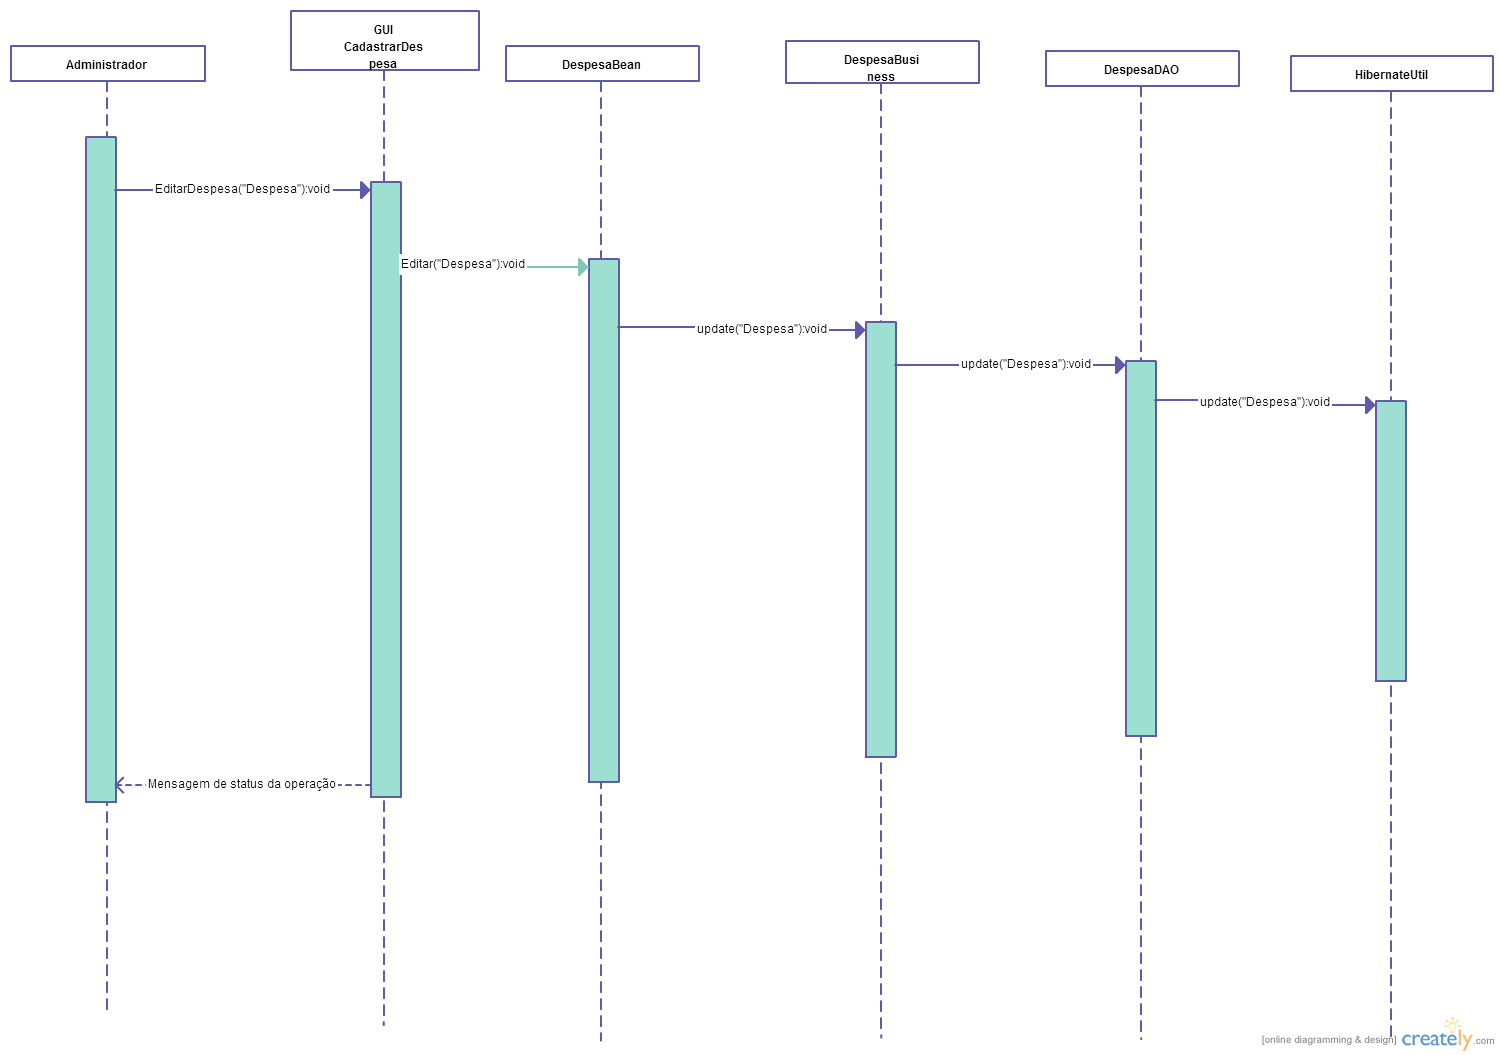 Administrador
GUI
CadastrarDes
pesa
DespesaBean
DespesaBusi
ness
DespesaDAO
HibernateUtil
EditarDespesa("Despesa"):void
Editar("Despesa"):void
update("Despesa"):void
update("Despesa"):void
update("Despesa"):void
Mensagem de status da operação
[online diagramming & design] creately.com